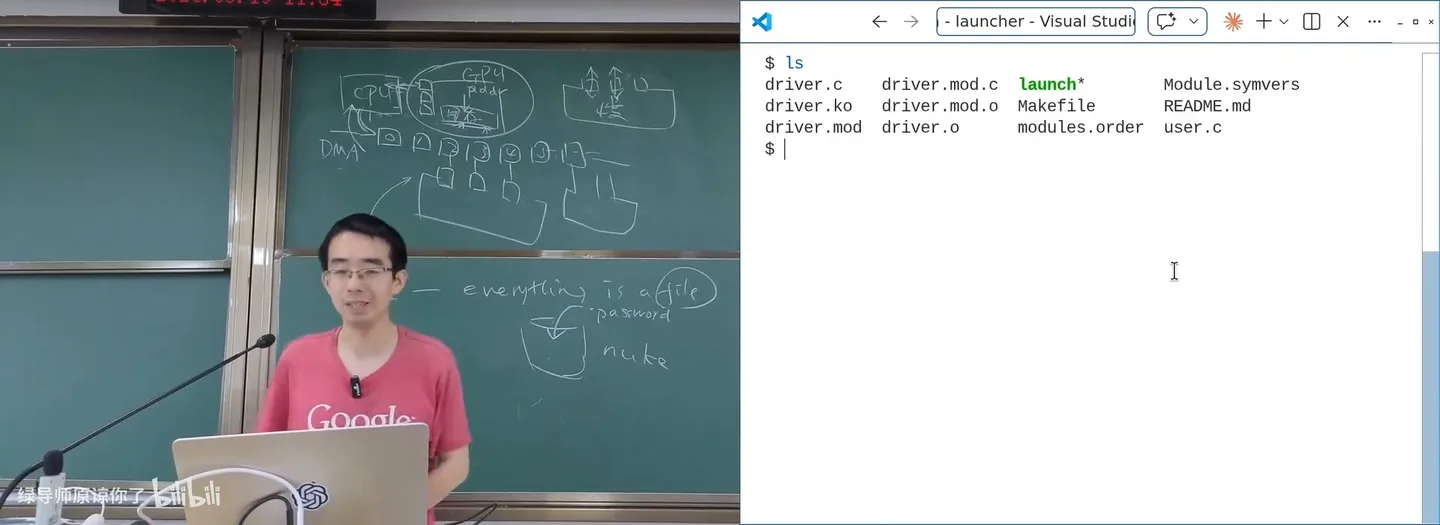 CPU
GPU
addr
DMA
everything is a file
password
nuke
Google
绿导师原谅你了 bilibili
- launcher - Visual Studi
$ ls
driver.c driver.mod.c launch* Module.symvers
driver.ko driver.mod.o Makefile README.md
driver.mod driver.o modules.order user.c
$